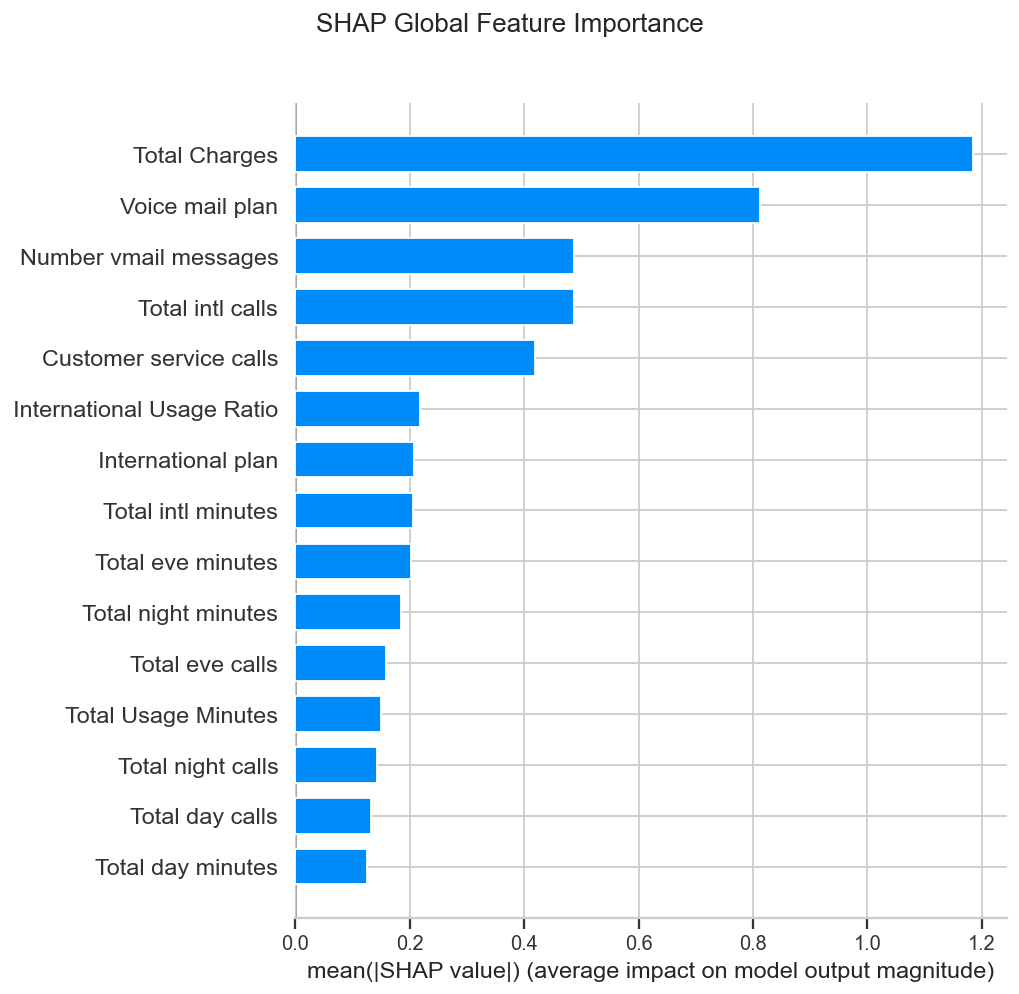 SHAP Global Feature Importance
Total Charges
Voice mail plan
Number vmail messages
Total intl calls
Customer service calls
International Usage Ratio
International plan
Total intl minutes
Total eve minutes
Total night minutes
Total eve calls
Total Usage Minutes
Total night calls
Total day calls
Total day minutes
0.0 0.2 0.4 0.6 0.8 1.0 1.2
mean(|SHAP value|) (average impact on model output magnitude)